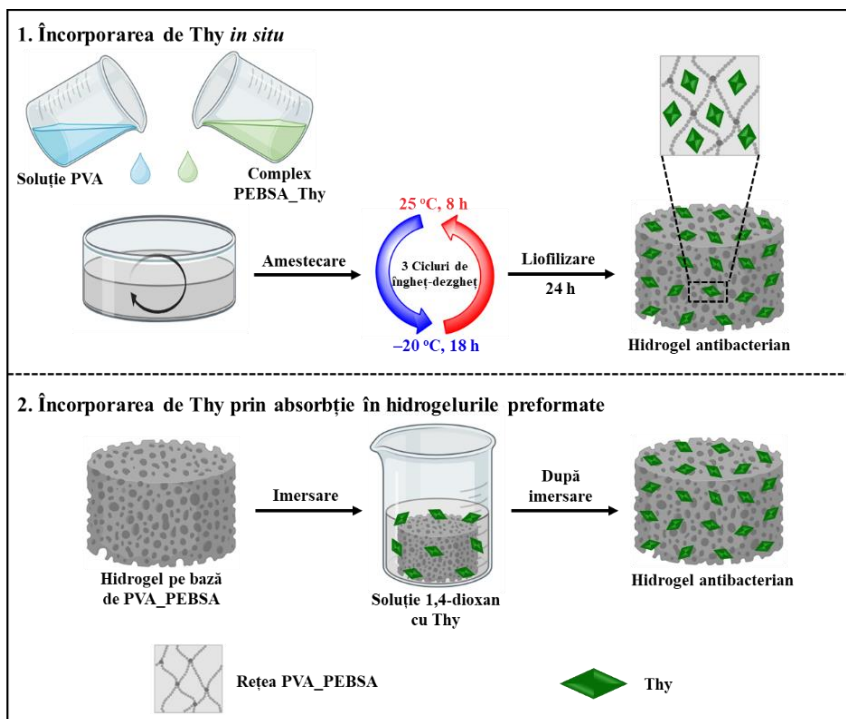 1. Încorporarea de Thy in situ
Soluție PVA
Complex
PEBSA_Thy
25 °C, 8 h
Amestecare
3 Cicluri de
îngheț-dezgheț
Liofilizare
24 h
−20 °C, 18 h
Hidrogel antibacterian
2. Încorporarea de Thy prin absorbție în hidrogelurile preformate
Imersare
După
imersare
Hidrogel pe bază
de PVA_PEBSA
Soluție 1,4-dioxan
cu Thy
Hidrogel antibacterian
Rețea PVA_PEBSA
Thy